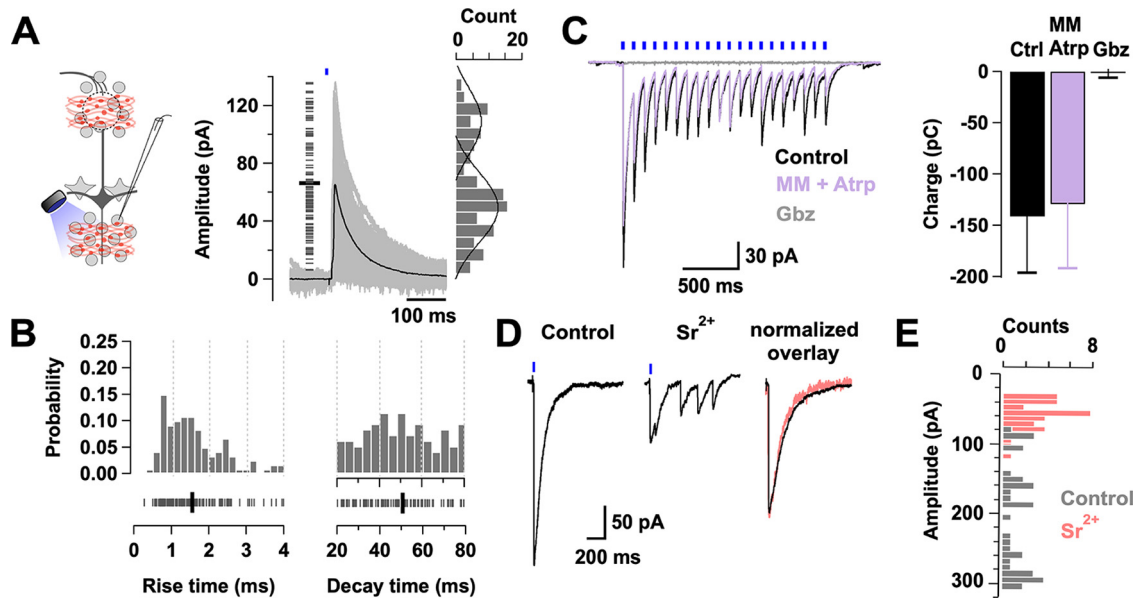 A
Count
0 20
Amplitude (pA)
120
80
40
0
100 ms
C
Control
MM + Atrp
Gbz
30 pA
500 ms
MM
Ctrl Atrp Gbz
Charge (pC)
0
-50
-100
-150
-200
B
Probability
0.25
0.20
0.15
0.10
0.05
0.00
0 1 2 3 4
Rise time (ms)
20 40 60 80
Decay time (ms)
D
Control
Sr2+
normalized
overlay
50 pA
200 ms
E
Counts
0 8
Amplitude (pA)
0
100
200
300
Control
Sr2+